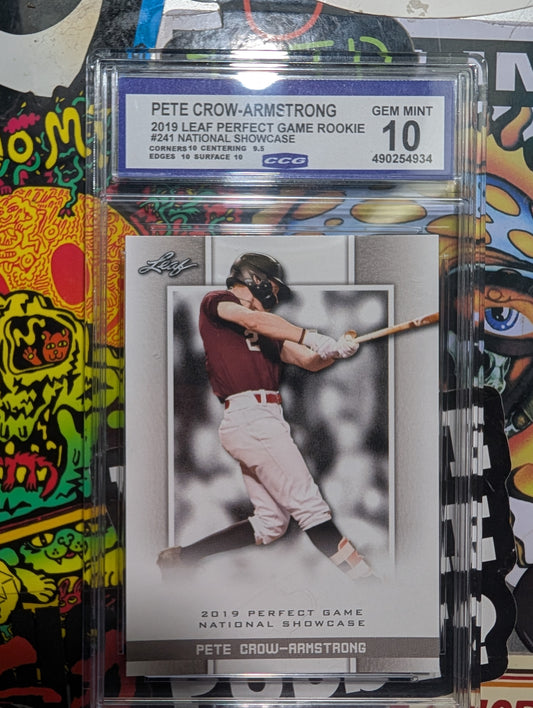 PETE CROW-ARMSTRONG
2019 LEAF PERFECT GAME ROOKIE
#241 NATIONAL SHOWCASE
CORNERS 10 CENTERING 9.5
EDGES 10 SURFACE 10
CCG
GEM MINT
10
490254934
Leaf
2
2019 PERFECT GAME
NATIONAL SHOWCASE
PETE CROW-ARMSTRONG